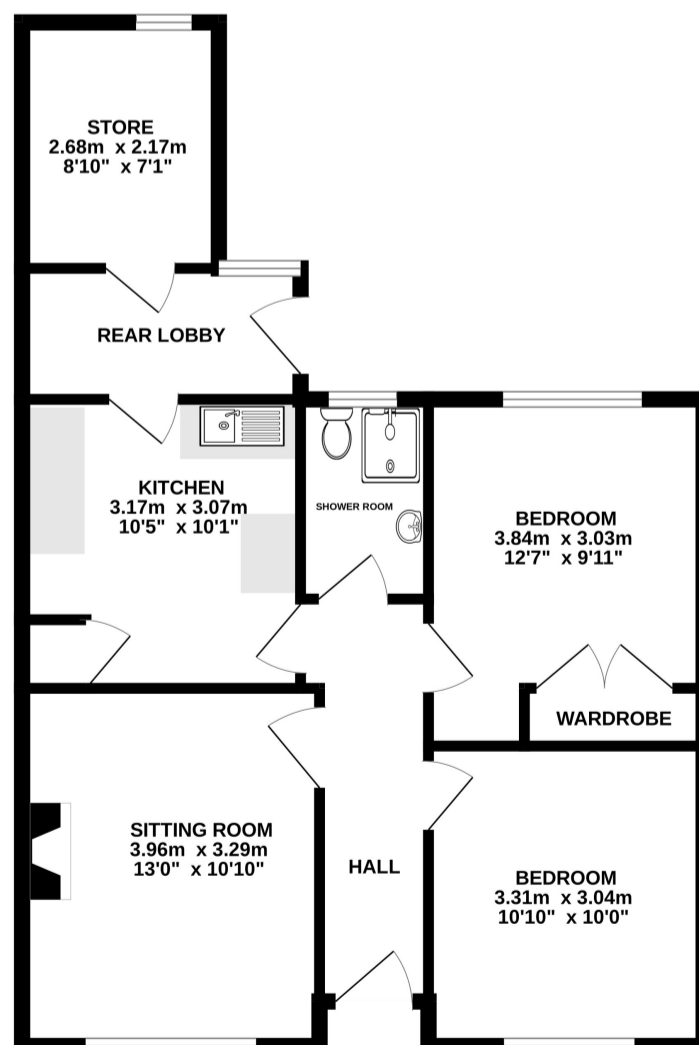 STORE
2.68m x 2.17m
8'10" x 7'1"
REAR LOBBY
KITCHEN
3.17m x 3.07m
10'5" x 10'1"
SHOWER ROOM
BEDROOM
3.84m x 3.03m
12'7" x 9'11"
WARDROBE
SITTING ROOM
3.96m x 3.29m
13'0" x 10'10"
HALL
BEDROOM
3.31m x 3.04m
10'10" x 10'0"